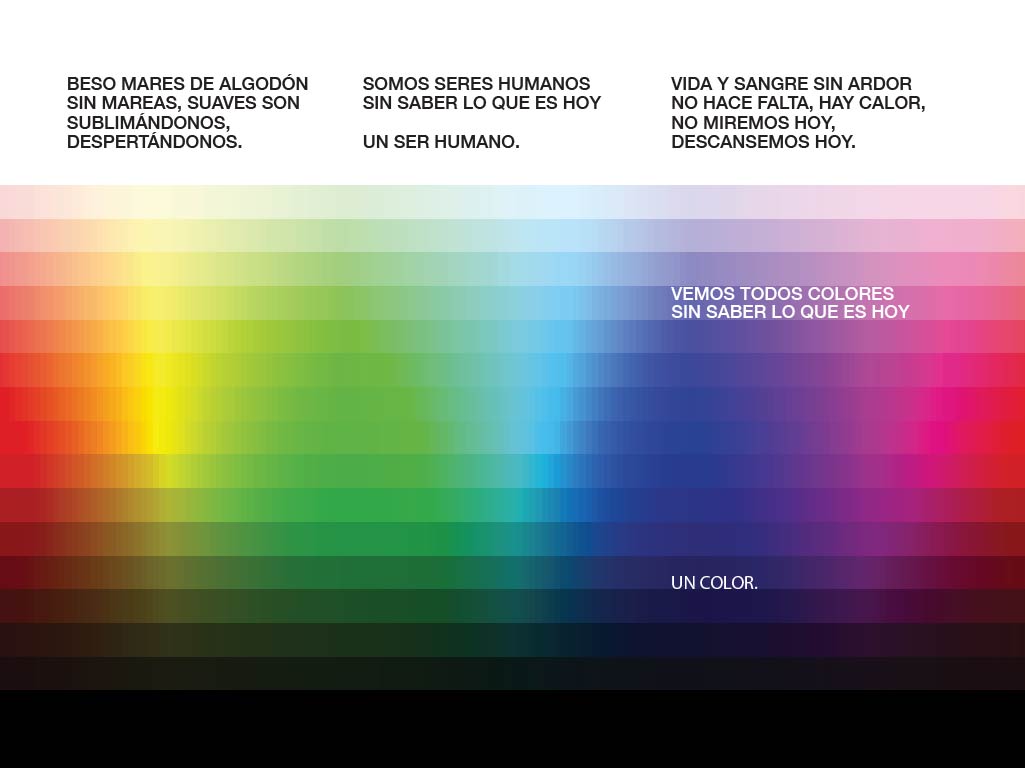 BESO MARES DE ALGODÓN
SIN MAREAS, SUAVES SON
SUBLIMÁNDONOS,
DESPERTÁNDONOS.
SOMOS SERES HUMANOS
SIN SABER LO QUE ES HOY
UN SER HUMANO.
VIDA Y SANGRE SIN ARDOR
NO HACE FALTA, HAY CALOR,
NO MIREMOS HOY,
DESCANSEMOS HOY.
VEMOS TODOS COLORES
SIN SABER LO QUE ES HOY
UN COLOR.